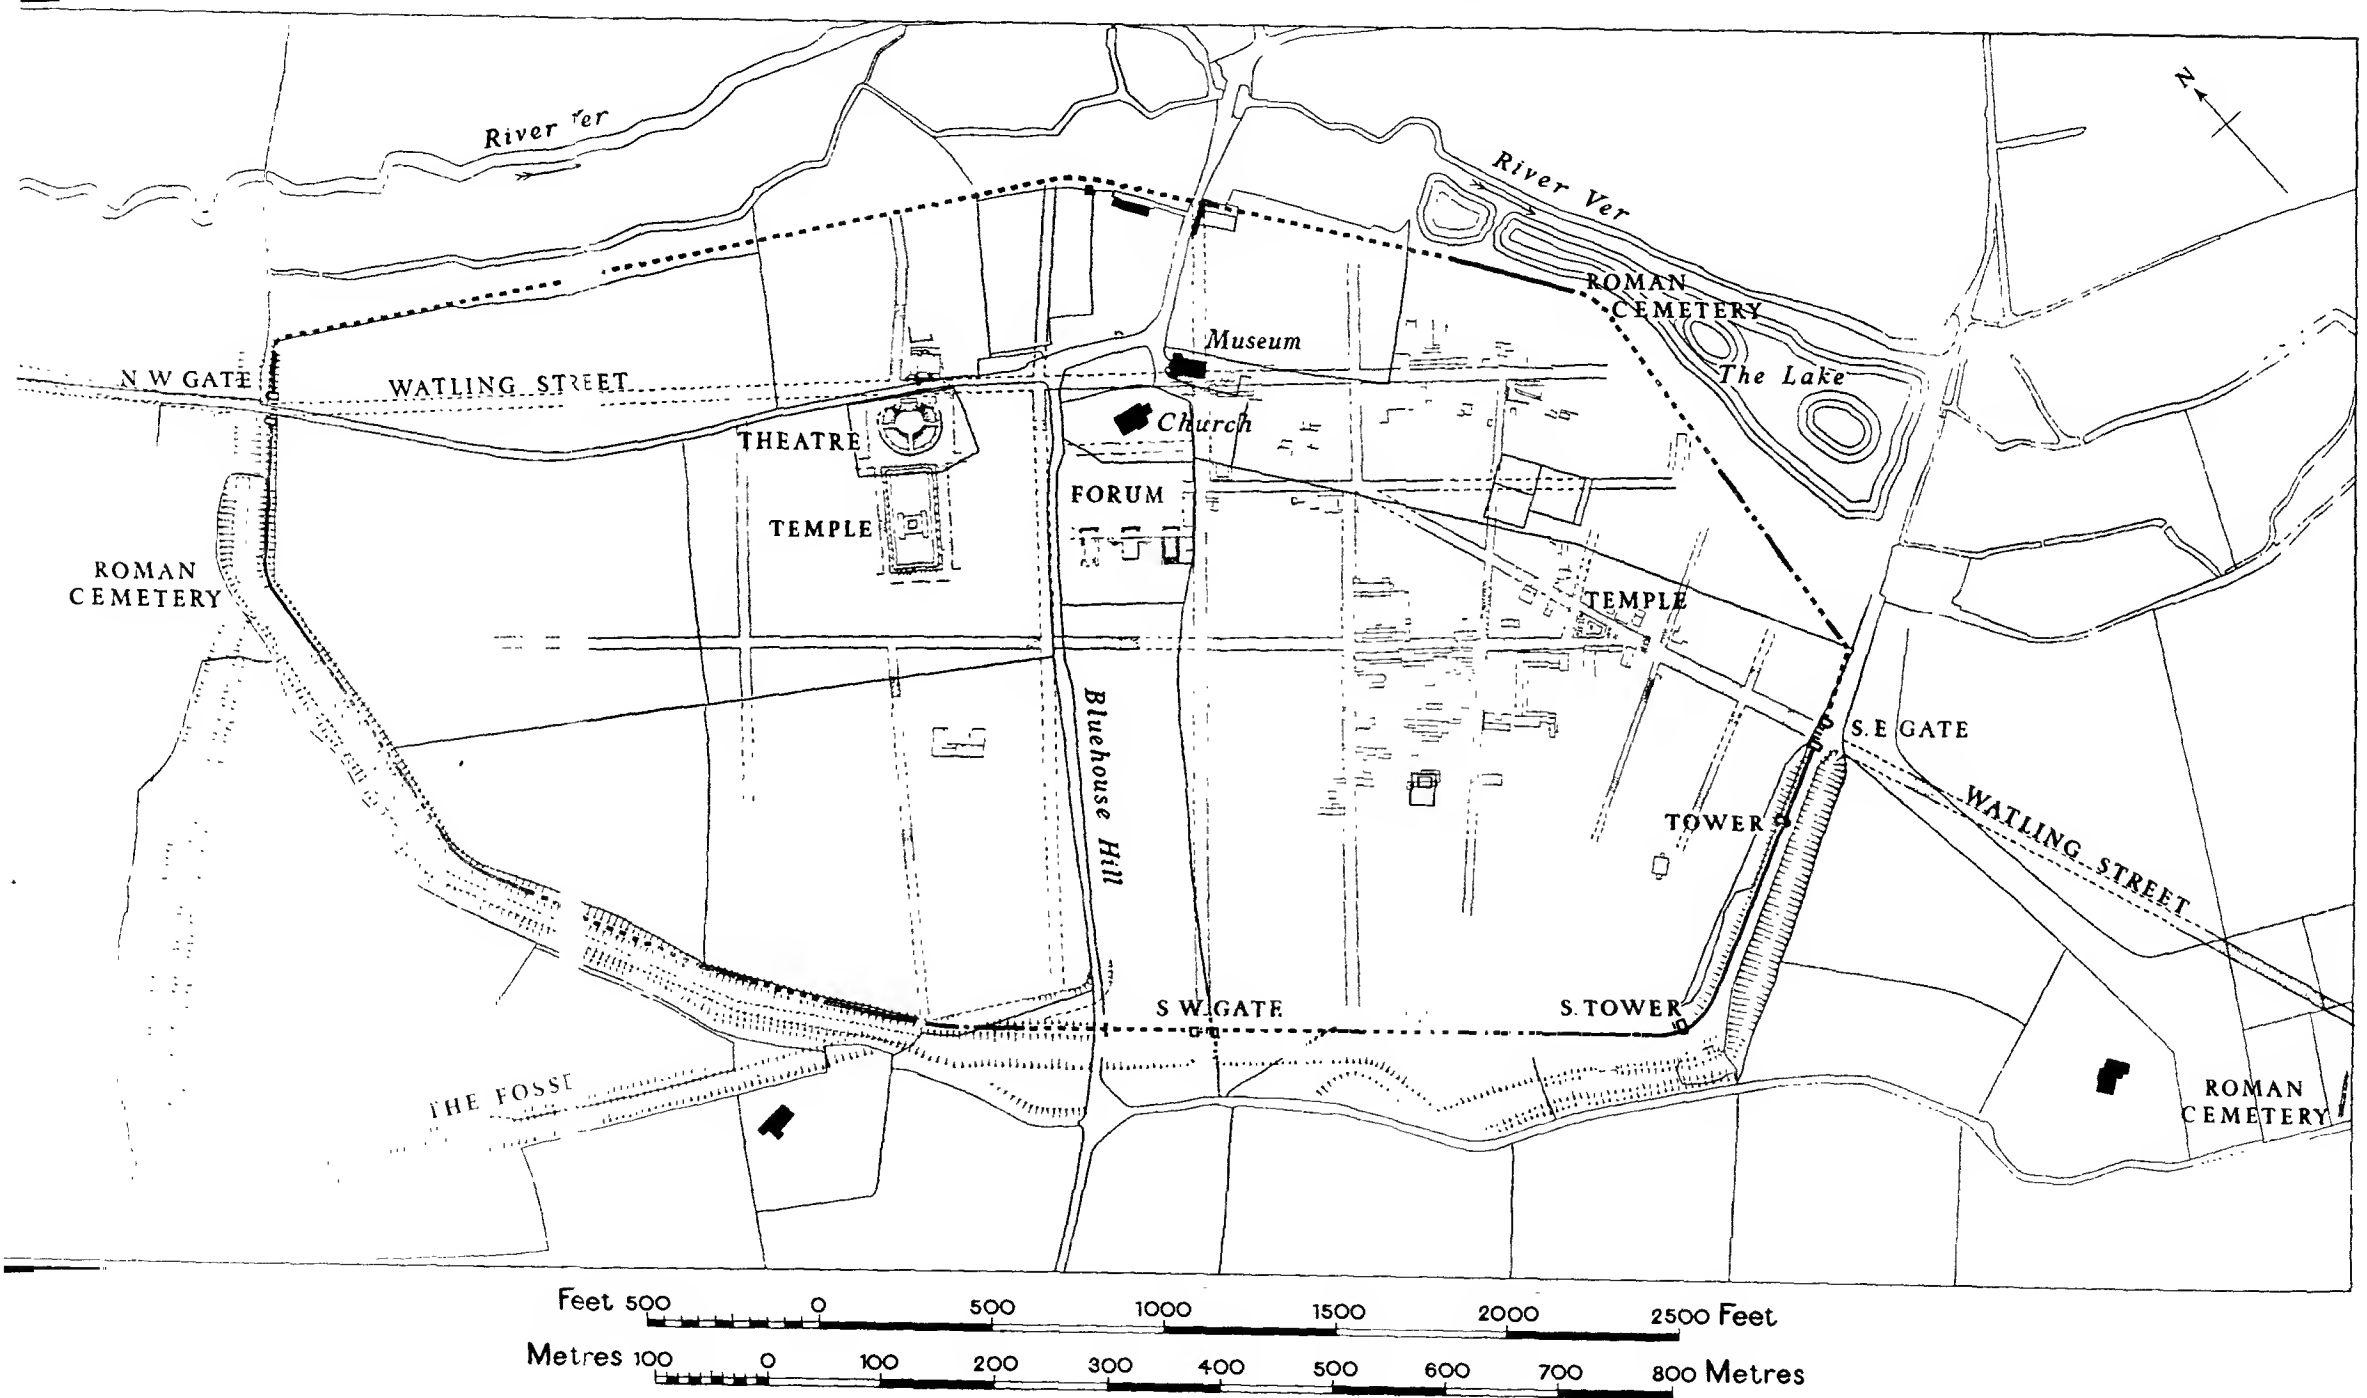 N
River Ver
River Ver
ROMAN
CEMETERY
Museum
N W GATE
WATLING STREET
The Lake
Church
THEATRE
FORUM
TEMPLE
ROMAN
CEMETERY
TEMPLE
Bluehouse Hill
S. E GATE
WATLING STREET
TOWER
S W GATE
S. TOWER
THE FOSSE
ROMAN
CEMETERY
Feet 500 0 500 1000 1500 2000 2500 Feet
Metres 100 0 100 200 300 400 500 600 700 800 Metres